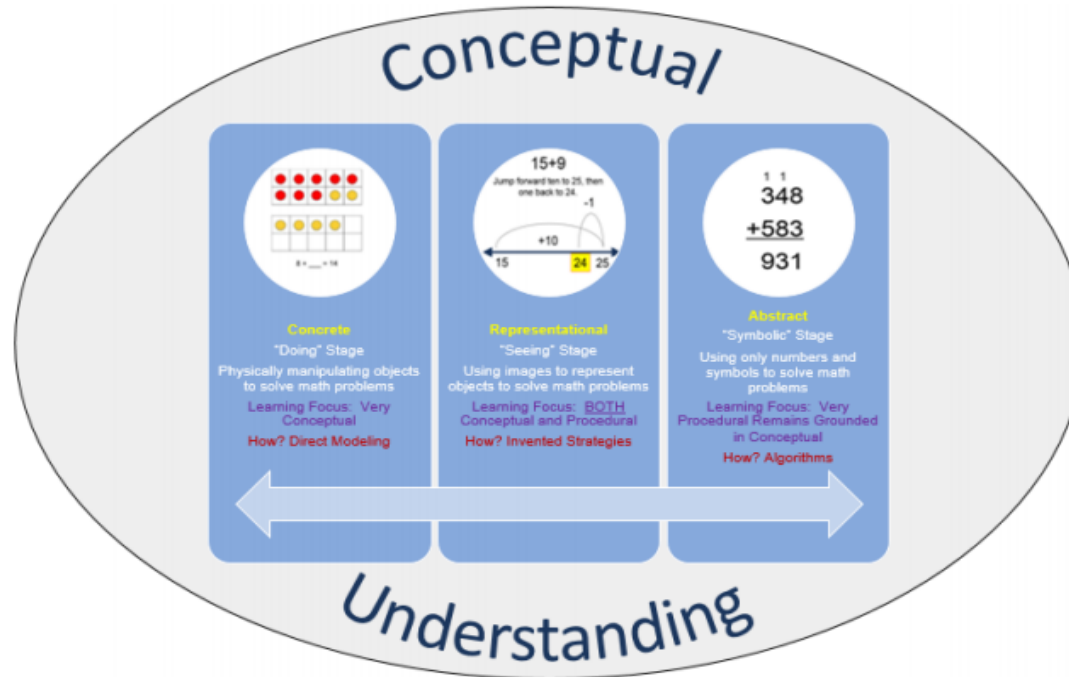 Conceptual
8 + ___ = 14
Concrete
"Doing" Stage
Physically manipulating objects
to solve math problems
Learning Focus: Very
Conceptual
How? Direct Modeling
15+9
Jump forward ten to 25, then
one back to 24.
-1
+10
15 24 25
Representational
"Seeing" Stage
Using images to represent
objects to solve math problems
Learning Focus: BOTH
Conceptual and Procedural
How? Invented Strategies
1 1
348
+583
931
Abstract
"Symbolic" Stage
Using only numbers and
symbols to solve math
problems
Learning Focus: Very
Procedural Remains Grounded
in Conceptual
How? Algorithms
Understanding